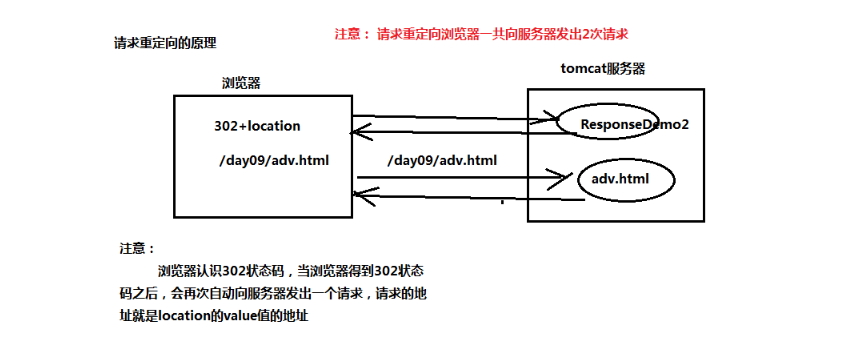 注意： 请求重定向浏览器一共向服务器发出2次请求
请求重定向的原理
浏览器
tomcat服务器
302+location
ResponseDemo2
/day09/adv.html
/day09/adv.html
adv.html
注意：
浏览器认识302状态码，当浏览器得到302状态
码之后，会再次自动向服务器发出一个请求，请求的地
址就是location的value值的地址